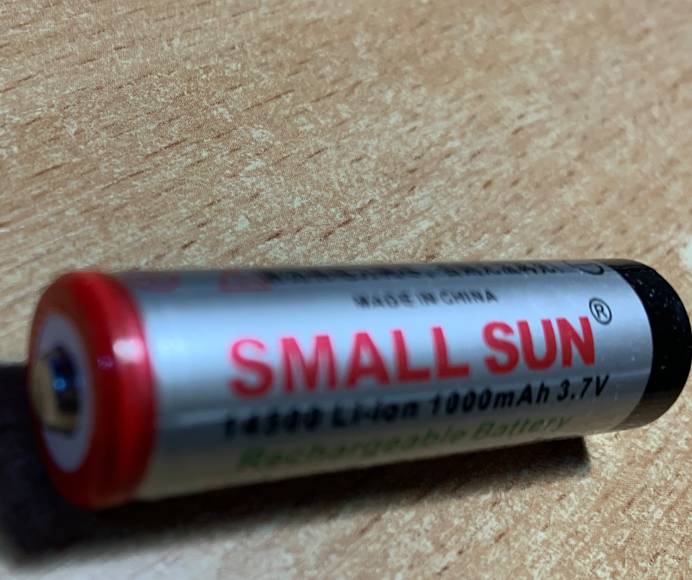 MADE IN CHINA
SMALL SUN®
14500 Li-ion 1000mAh 3.7V
Rechargeable Battery